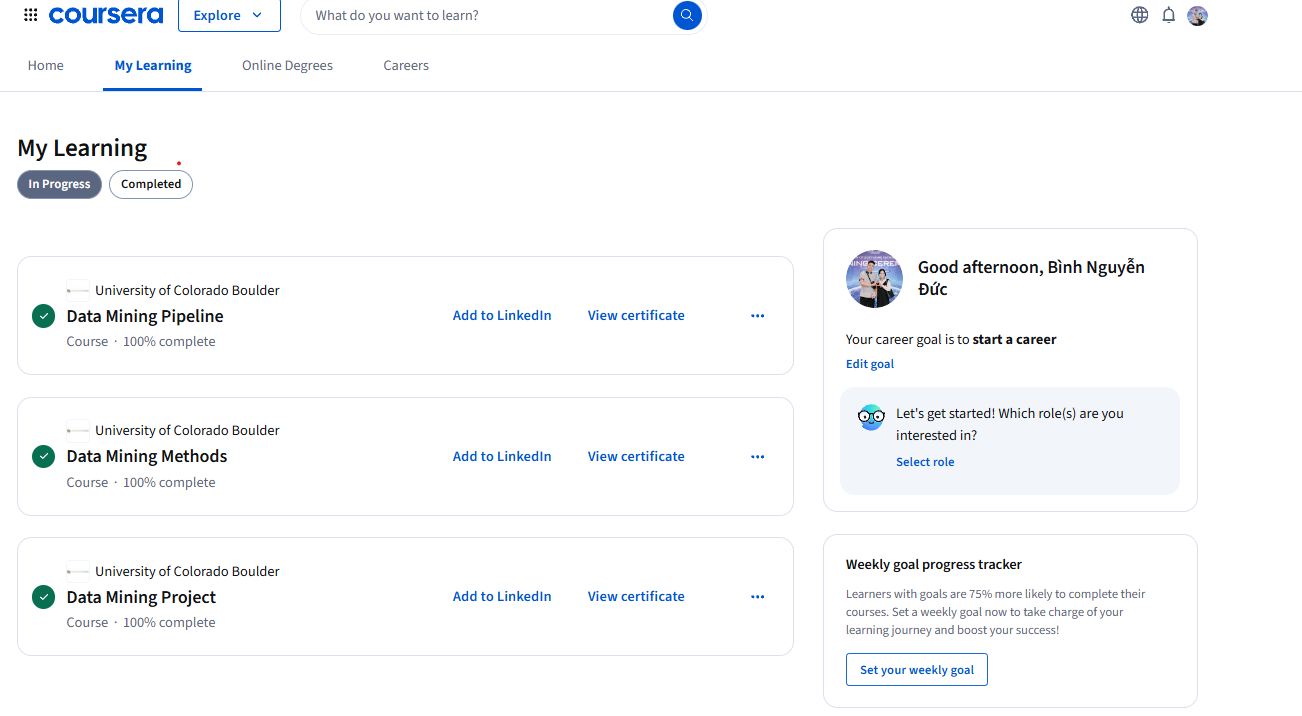 coursera
Explore
What do you want to learn?
Home
My Learning
Online Degrees
Careers
My Learning
In Progress
Completed
University of Colorado Boulder
Data Mining Pipeline
Course · 100% complete
Add to LinkedIn
View certificate
University of Colorado Boulder
Data Mining Methods
Course · 100% complete
Add to LinkedIn
View certificate
University of Colorado Boulder
Data Mining Project
Course · 100% complete
Add to LinkedIn
View certificate
Good afternoon, Bình Nguyễn
Đức
Your career goal is to start a career
Edit goal
Let's get started! Which role(s) are you
interested in?
Select role
Weekly goal progress tracker
Learners with goals are 75% more likely to complete their
courses. Set a weekly goal now to take charge of your
learning journey and boost your success!
Set your weekly goal